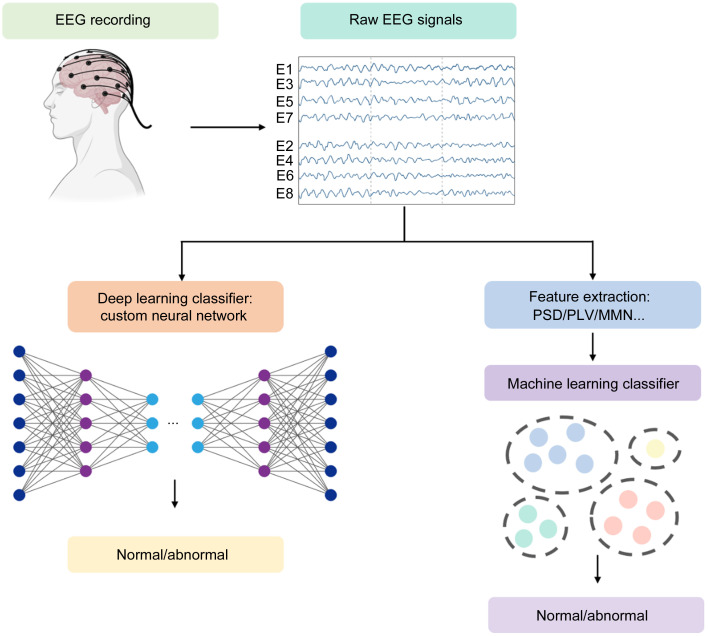 EEG recording
Raw EEG signals
E1
E3
E5
E7
E2
E4
E6
E8
Deep learning classifier:
custom neural network
...
Normal/abnormal
Feature extraction:
PSD/PLV/MMN...
Machine learning classifier
Normal/abnormal